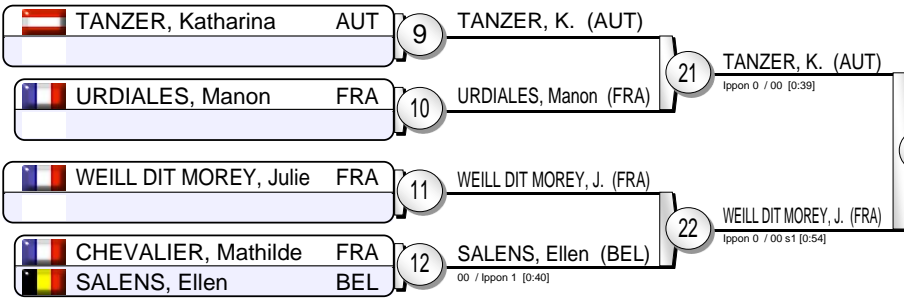 TANZER, Katharina AUT
9
TANZER, K. (AUT)
21
TANZER, K. (AUT)
Ippon 0 / 00 [0:39]
URDIALES, Manon FRA
10
URDIALES, Manon (FRA)
WEILL DIT MOREY, Julie FRA
11
WEILL DIT MOREY, J. (FRA)
22
WEILL DIT MOREY, J. (FRA)
Ippon 0 / 00 s1 [0:54]
CHEVALIER, Mathilde FRA
12
SALENS, Ellen (BEL)
00 / Ippon 1 [0:40]
SALENS, Ellen BEL